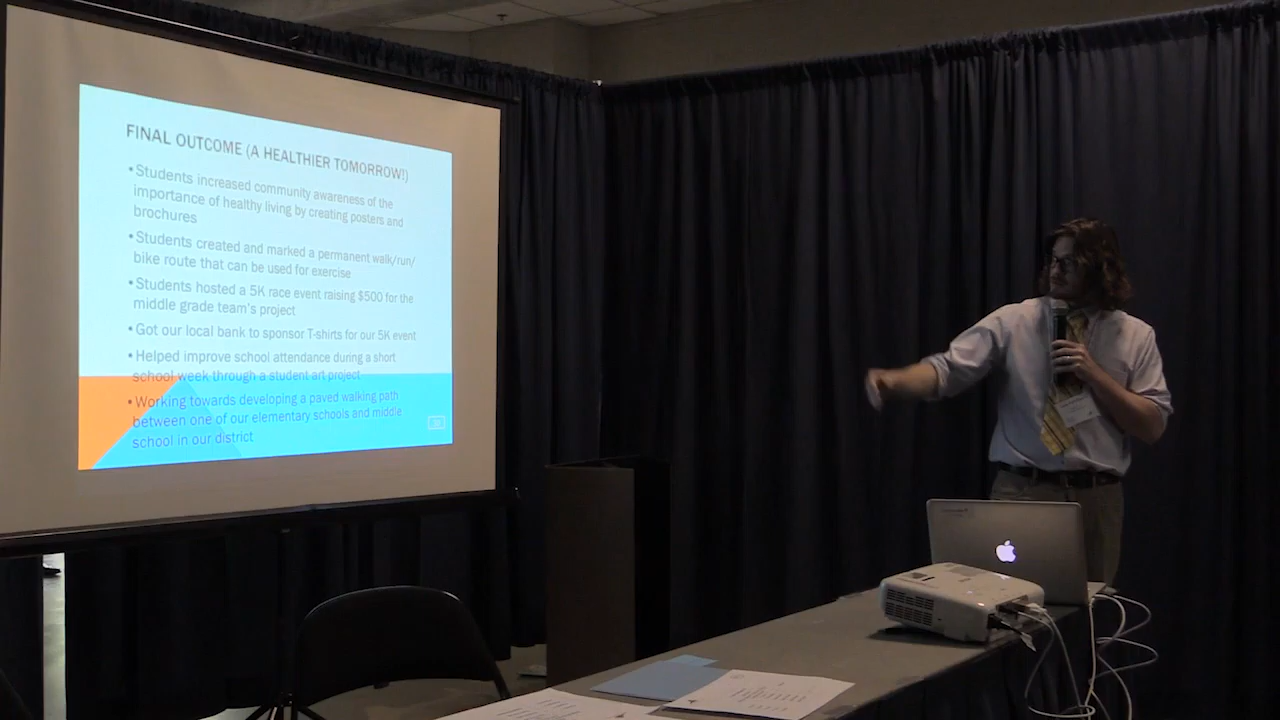 FINAL OUTCOME (A HEALTHIER TOMORROW!)
•Students increased community awareness of the
importance of healthy living by creating posters and
brochures
•Students created and marked a permanent walk/run/
bike route that can be used for exercise
•Students hosted a 5K race event raising $500 for the
middle grade team's project
•Got our local bank to sponsor T-shirts for our 5K event
•Helped improve school attendance during a short
school week through a student art project
•Working towards developing a paved walking path
between one of our elementary schools and middle
school in our district